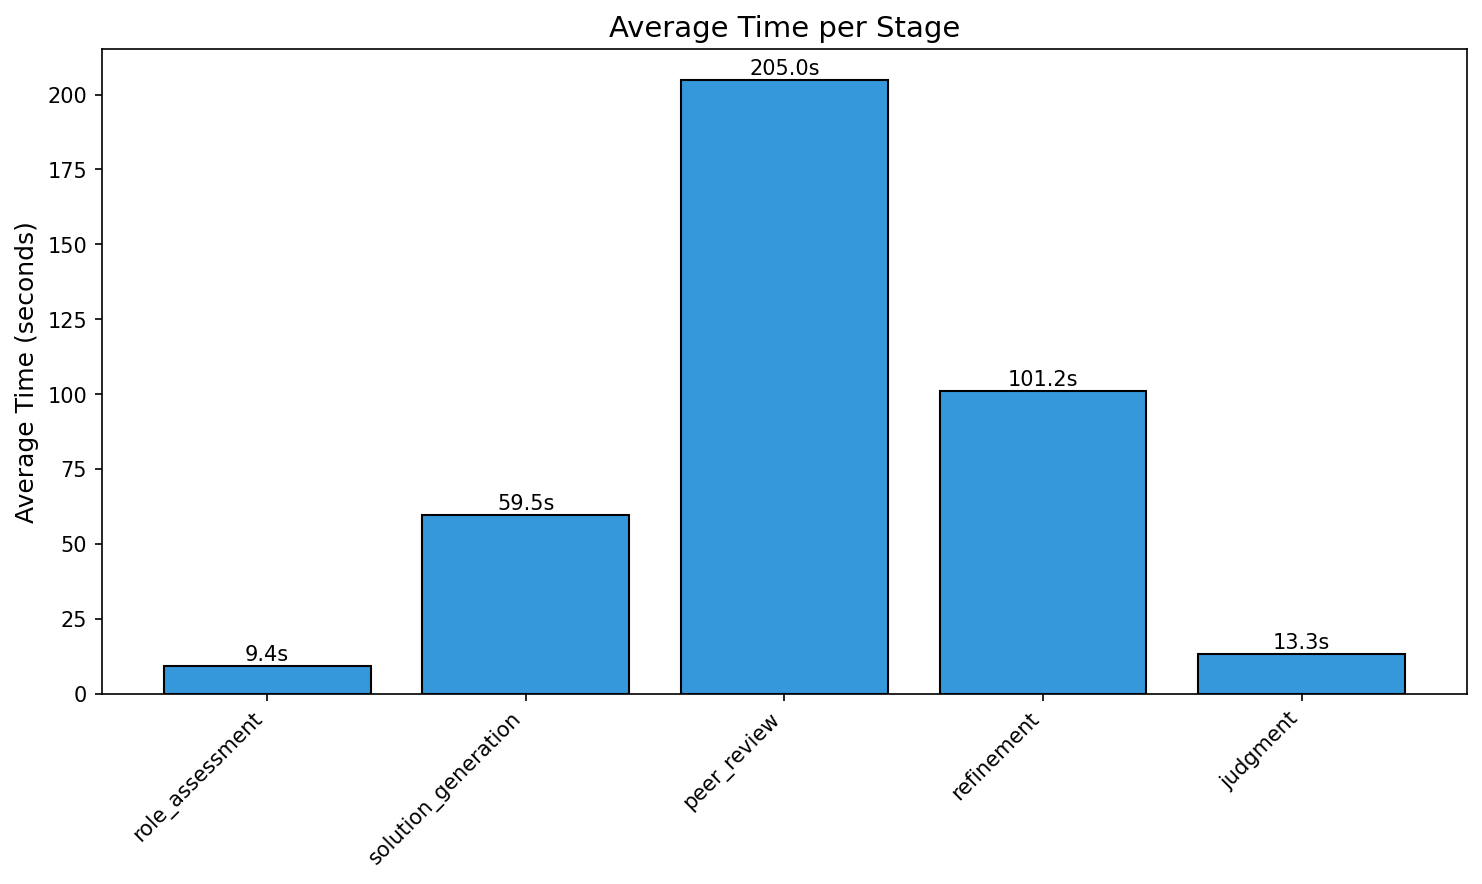 Average Time per Stage
Average Time (seconds)
200
175
150
125
100
75
50
25
0
9.4s
59.5s
205.0s
101.2s
13.3s
role_assessment
solution_generation
peer_review
refinement
judgment